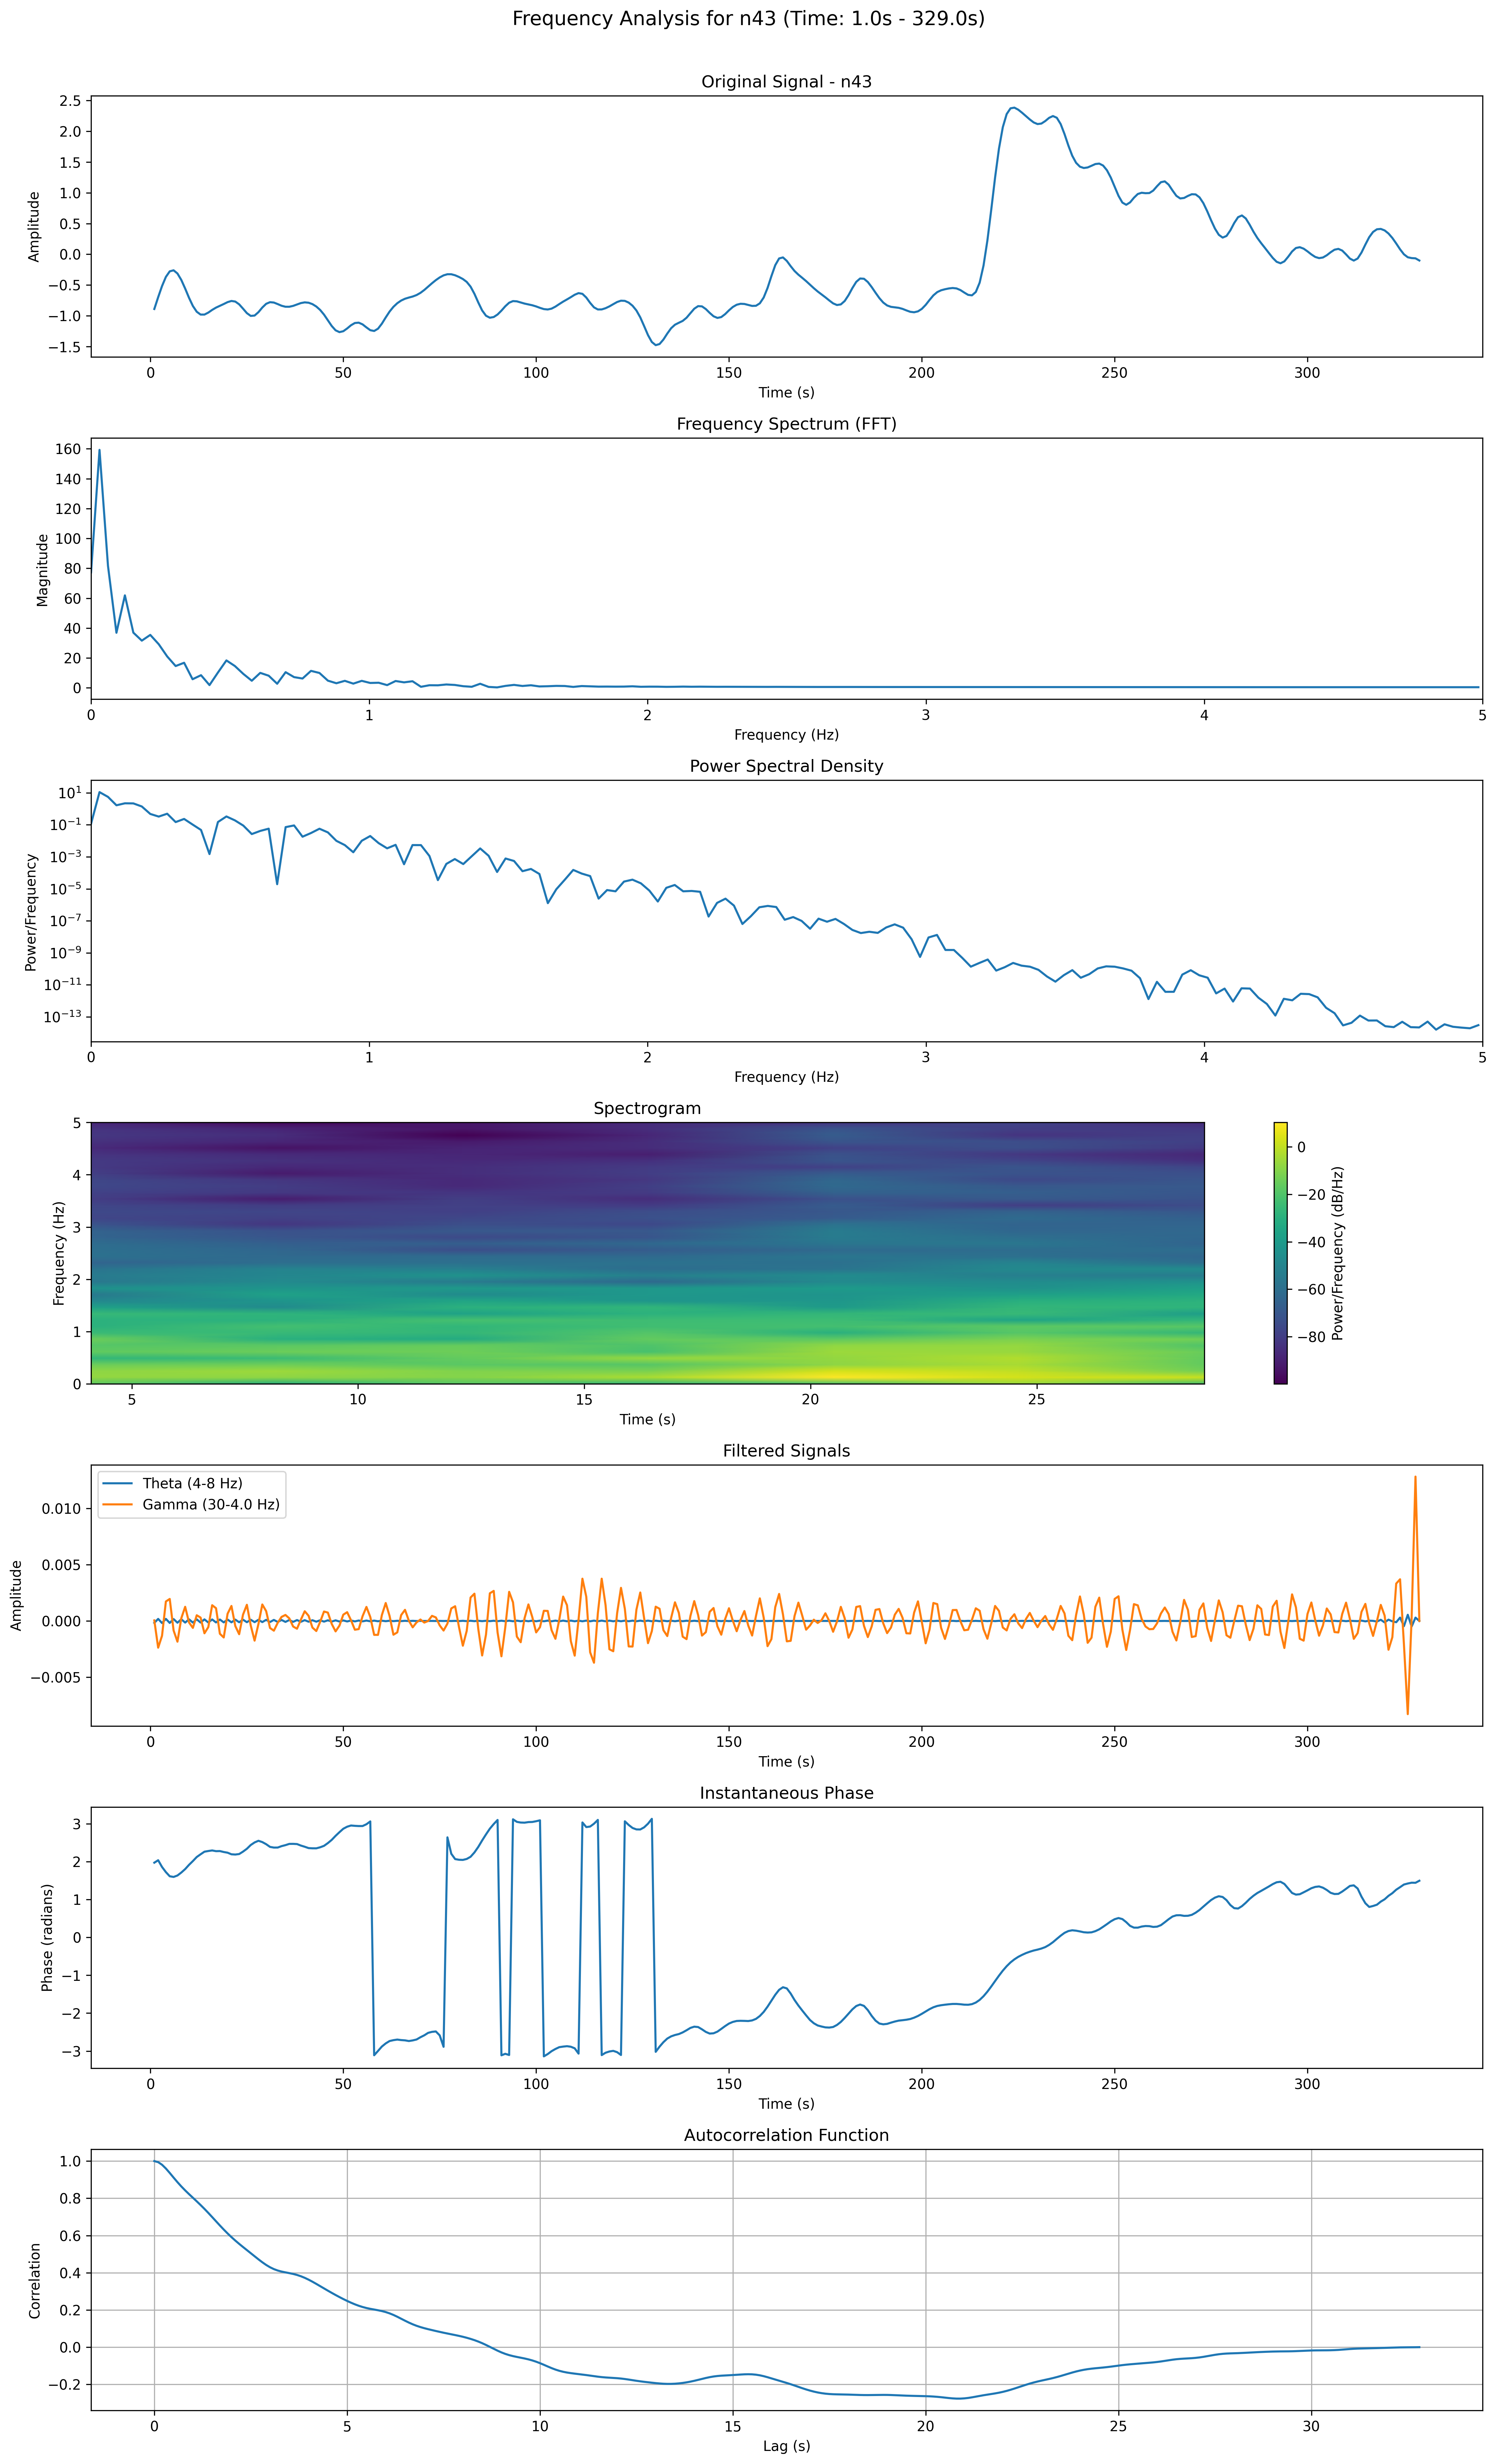 Frequency Analysis for n43 (Time: 1.0s - 329.0s)
Original Signal - n43
Amplitude
2.5
2.0
1.5
1.0
0.5
0.0
−0.5
−1.0
−1.5
0 50 100 150 200 250 300
Time (s)
Frequency Spectrum (FFT)
Magnitude
160
140
120
100
80
60
40
20
0
0 1 2 3 4 5
Frequency (Hz)
Power Spectral Density
Power/Frequency
10¹
10⁻¹
10⁻³
10⁻⁵
10⁻⁷
10⁻⁹
10⁻¹¹
10⁻¹³
0 1 2 3 4 5
Frequency (Hz)
Spectrogram
Frequency (Hz)
5
4
3
2
1
0
5 10 15 20 25
Time (s)
0
−20
−40
−60
−80
Power/Frequency (dB/Hz)
Filtered Signals
Theta (4-8 Hz)
Gamma (30-4.0 Hz)
Amplitude
0.010
0.005
0.000
−0.005
0 50 100 150 200 250 300
Time (s)
Instantaneous Phase
Phase (radians)
3
2
1
0
−1
−2
−3
0 50 100 150 200 250 300
Time (s)
Autocorrelation Function
Correlation
1.0
0.8
0.6
0.4
0.2
0.0
−0.2
0 5 10 15 20 25 30
Lag (s)